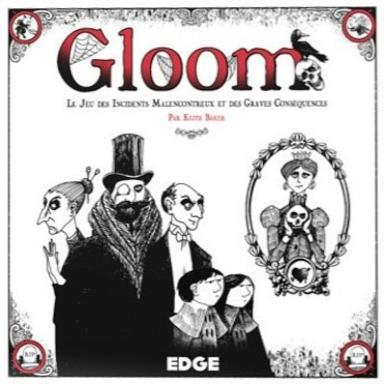 Gloom
Le Jeu des Incidents Malencontreux et des Graves Conséquences
Par Keith Baker
R.I.P.
R.I.P.
EDGE